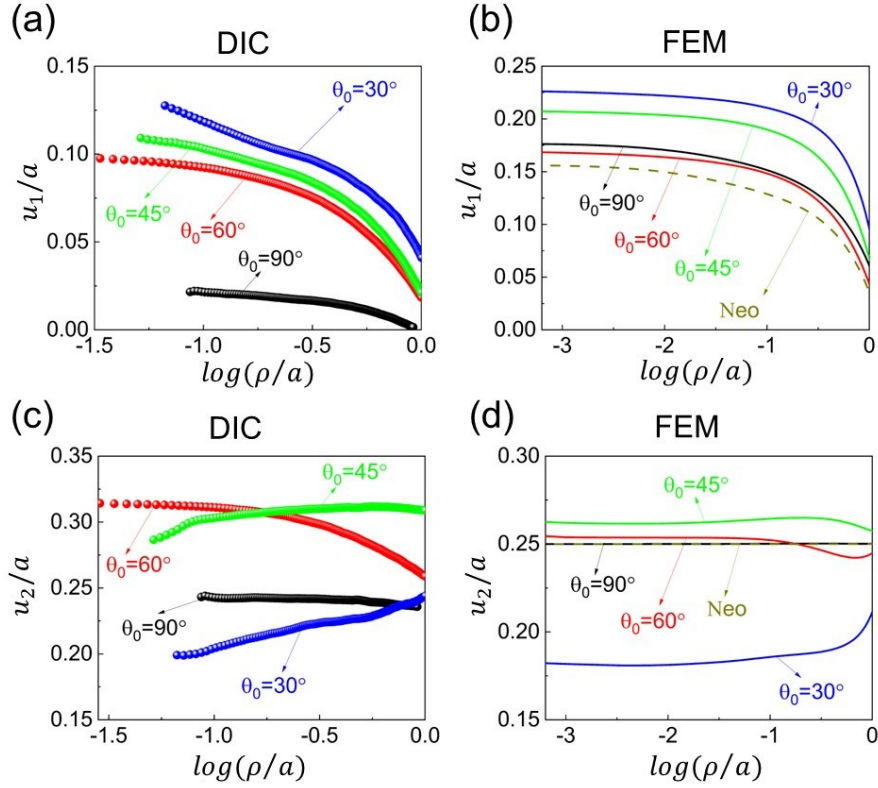 (a)
DIC
0.15
0.10
0.05
0.00
u₁/a
θ₀=30°
θ₀=45°
θ₀=60°
θ₀=90°
-1.5
-1.0
-0.5
0.0
log(ρ/a)
(b)
FEM
0.25
0.20
0.15
0.10
0.05
0.00
u₁/a
θ₀=30°
θ₀=90°
θ₀=60°
θ₀=45°
Neo
-3
-2
-1
0
log(ρ/a)
(c)
DIC
0.35
0.30
0.25
0.20
0.15
u₂/a
θ₀=45°
θ₀=60°
θ₀=90°
θ₀=30°
-1.5
-1.0
-0.5
0.0
log(ρ/a)
(d)
FEM
0.30
0.25
0.20
0.15
u₂/a
θ₀=45°
θ₀=90°
θ₀=60°
Neo
θ₀=30°
-3
-2
-1
0
log(ρ/a)